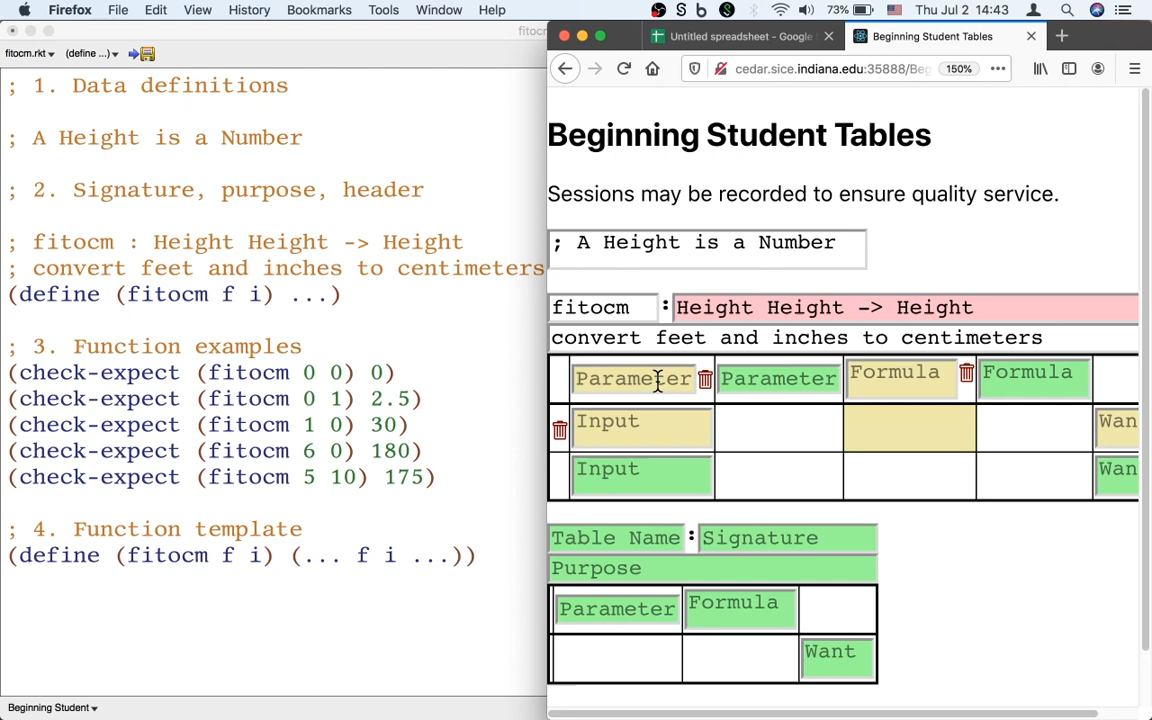 Firefox File Edit View History Bookmarks Tools Window Help 73% Thu Jul 2 14:43
fitocm.rkt (define ...)
; 1. Data definitions
; A Height is a Number
; 2. Signature, purpose, header
; fitocm : Height Height -> Height
; convert feet and inches to centimeters
(define (fitocm f i) ...)
; 3. Function examples
(check-expect (fitocm 0 0) 0)
(check-expect (fitocm 0 1) 2.5)
(check-expect (fitocm 1 0) 30)
(check-expect (fitocm 6 0) 180)
(check-expect (fitocm 5 10) 175)
; 4. Function template
(define (fitocm f i) (... f i ...))
Beginning Student
fitocm
Untitled spreadsheet - Google
Beginning Student Tables
cedar.sice.indiana.edu:35888/Beg 150%
Beginning Student Tables
Sessions may be recorded to ensure quality service.
; A Height is a Number
fitocm : Height Height -> Height
convert feet and inches to centimeters
Parameter Parameter Formula Formula
Input Wan
Input Wan
Table Name : Signature
Purpose
Parameter Formula
Want